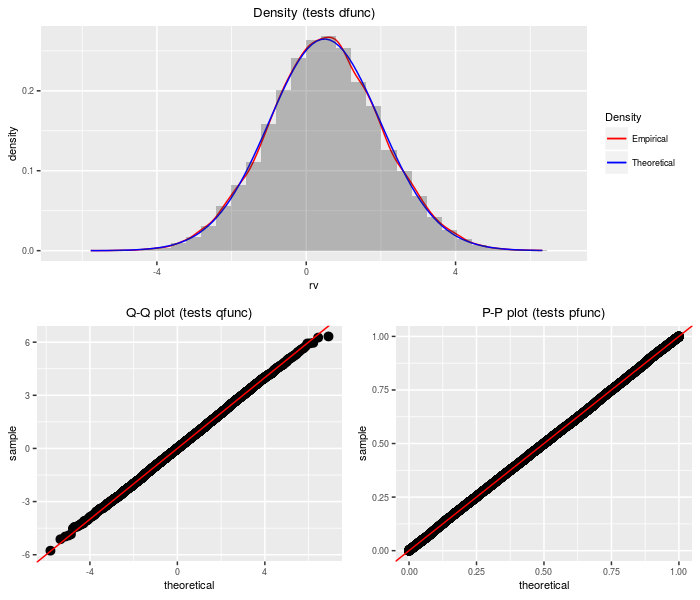 Density (tests dfunc)
density
0.2
0.1
0.0
-4
0
4
rv
Density
Empirical
Theoretical
Q-Q plot (tests qfunc)
sample
6
3
0
-3
-6
-4
0
4
theoretical
P-P plot (tests pfunc)
sample
1.00
0.75
0.50
0.25
0.00
0.00
0.25
0.50
0.75
1.00
theoretical